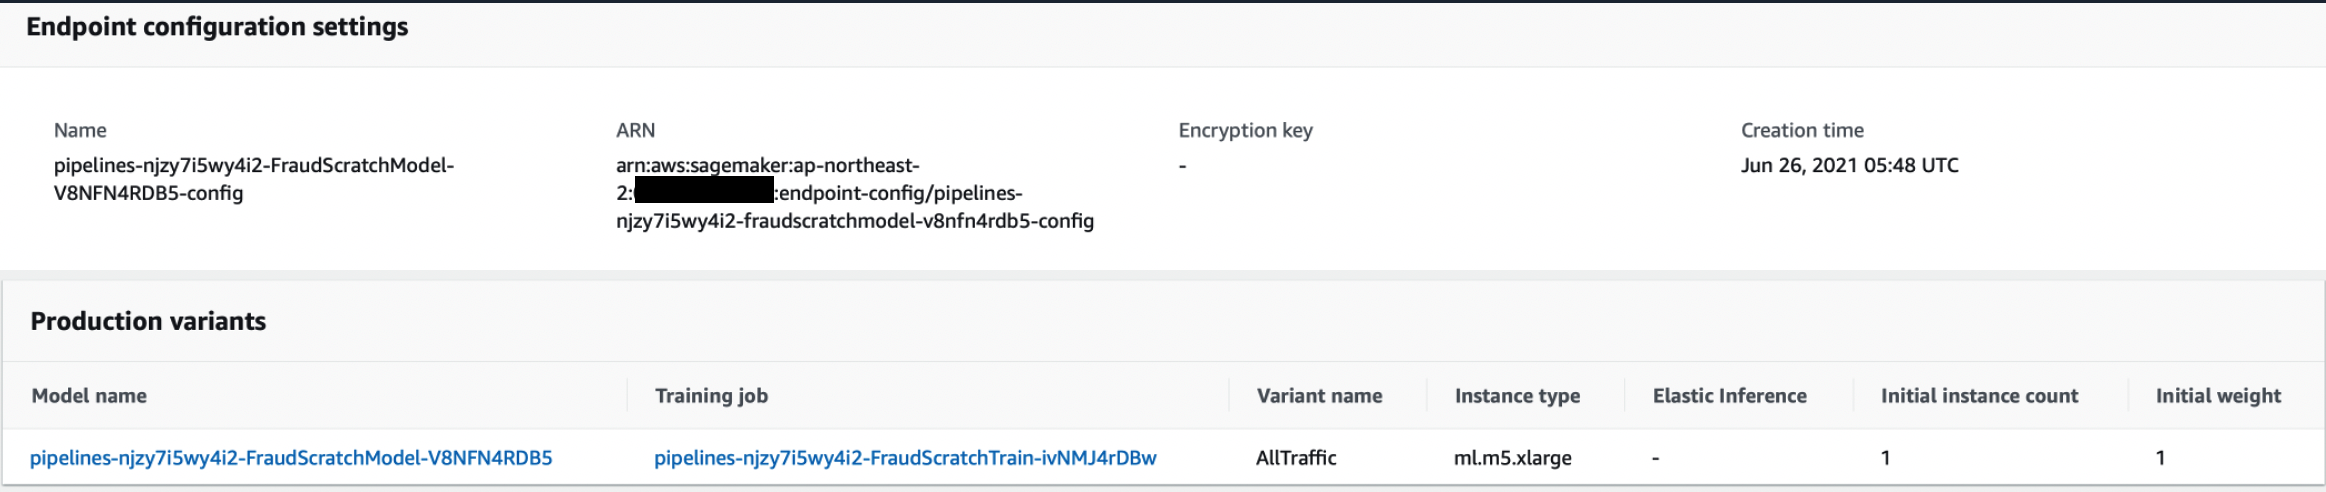 Endpoint configuration settings
Name
pipelines-njzy7i5wy4i2-FraudScratchModel-
V8NFN4RDB5-config
ARN
arn:aws:sagemaker:ap-northeast-
2: :endpoint-config/pipelines-
njzy7i5wy4i2-fraudscratchmodel-v8nfn4rdb5-config
Encryption key
-
Creation time
Jun 26, 2021 05:48 UTC
Production variants
Model name Training job Variant name Instance type Elastic Inference Initial instance count Initial weight
pipelines-njzy7i5wy4i2-FraudScratchModel-V8NFN4RDB5 pipelines-njzy7i5wy4i2-FraudScratchTrain-ivNMJ4rDBw AllTraffic ml.m5.xlarge - 1 1